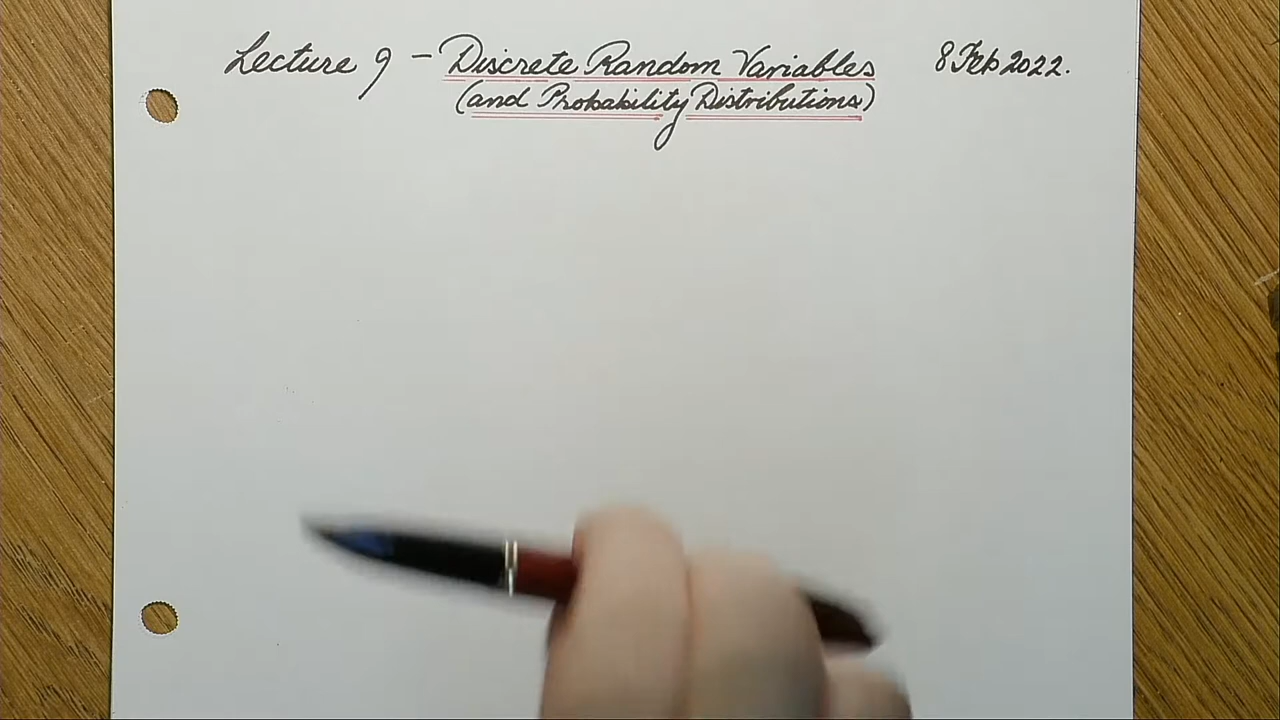 Lecture 9 - Discrete Random Variables 8 Feb 2022.
(and Probability Distributions)